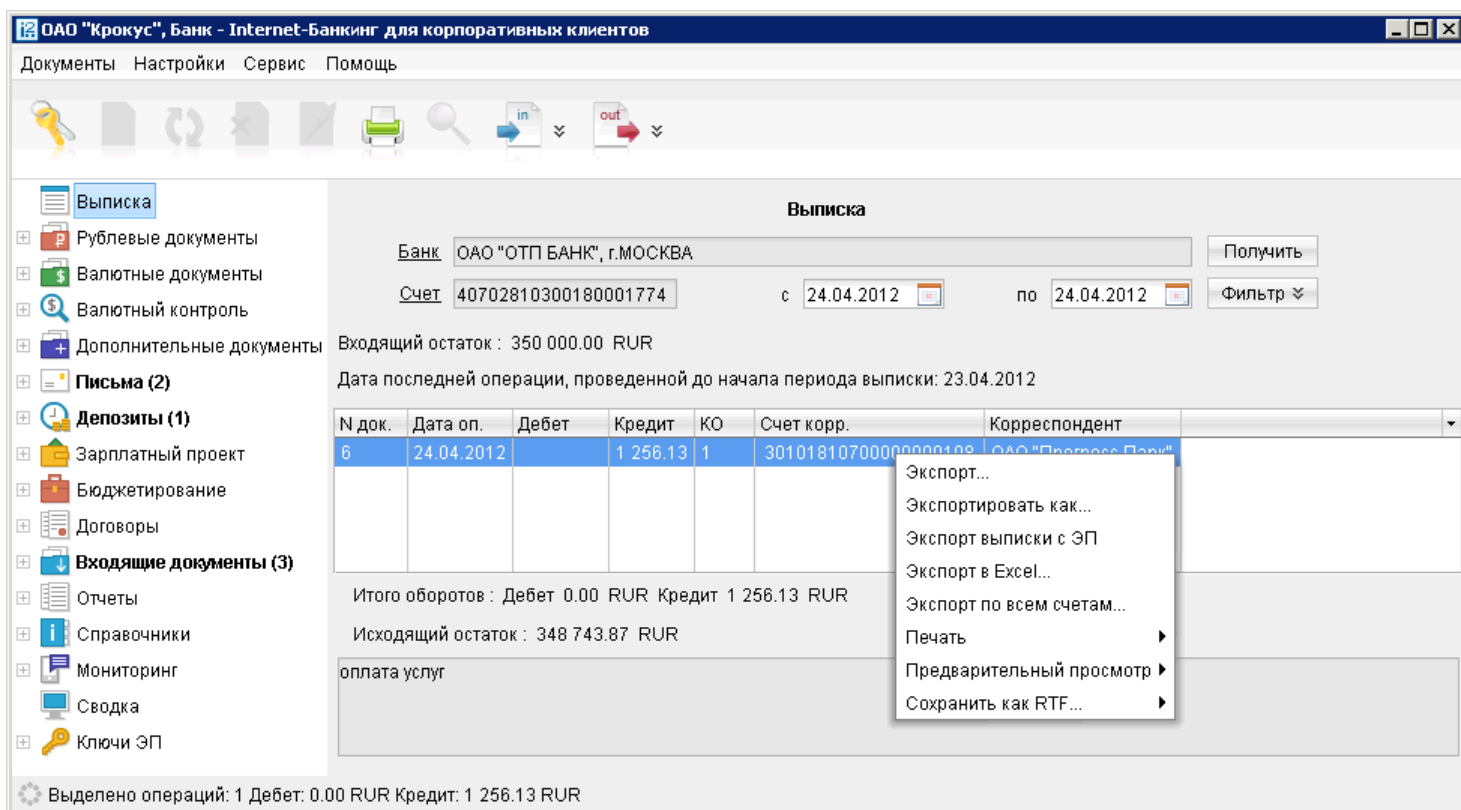 ОАО "Крокус", Банк - Internet-Банкинг для корпоративных клиентов
Документы Настройки Сервис Помощь
in out
Выписка
Рублевые документы
Валютные документы
Валютный контроль
Дополнительные документы
Письма (2)
Депозиты (1)
Зарплатный проект
Бюджетирование
Договоры
Входящие документы (3)
Отчеты
Справочники
Мониторинг
Сводка
Ключи ЭП
Выписка
Банк ОАО "ОТП БАНК", г.МОСКВА Получить
Счет 40702810300180001774 с 24.04.2012 по 24.04.2012 Фильтр
Входящий остаток : 350 000.00 RUR
Дата последней операции, проведенной до начала периода выписки: 23.04.2012
N док. Дата оп. Дебет Кредит КО Счет корр. Корреспондент
6 24.04.2012 1 256.13 1 ОАО
Экспорт...
Экспортировать как...
Экспорт выписки с ЭП
Экспорт в Excel...
Экспорт по всем счетам...
Печать
Предварительный просмотр
Сохранить как RTF...
Итого оборотов : Дебет 0.00 RUR Кредит 1 256.13 RUR
Исходящий остаток : 348 743.87 RUR
оплата услуг
Выделено операций: 1 Дебет: 0.00 RUR Кредит: 1 256.13 RUR